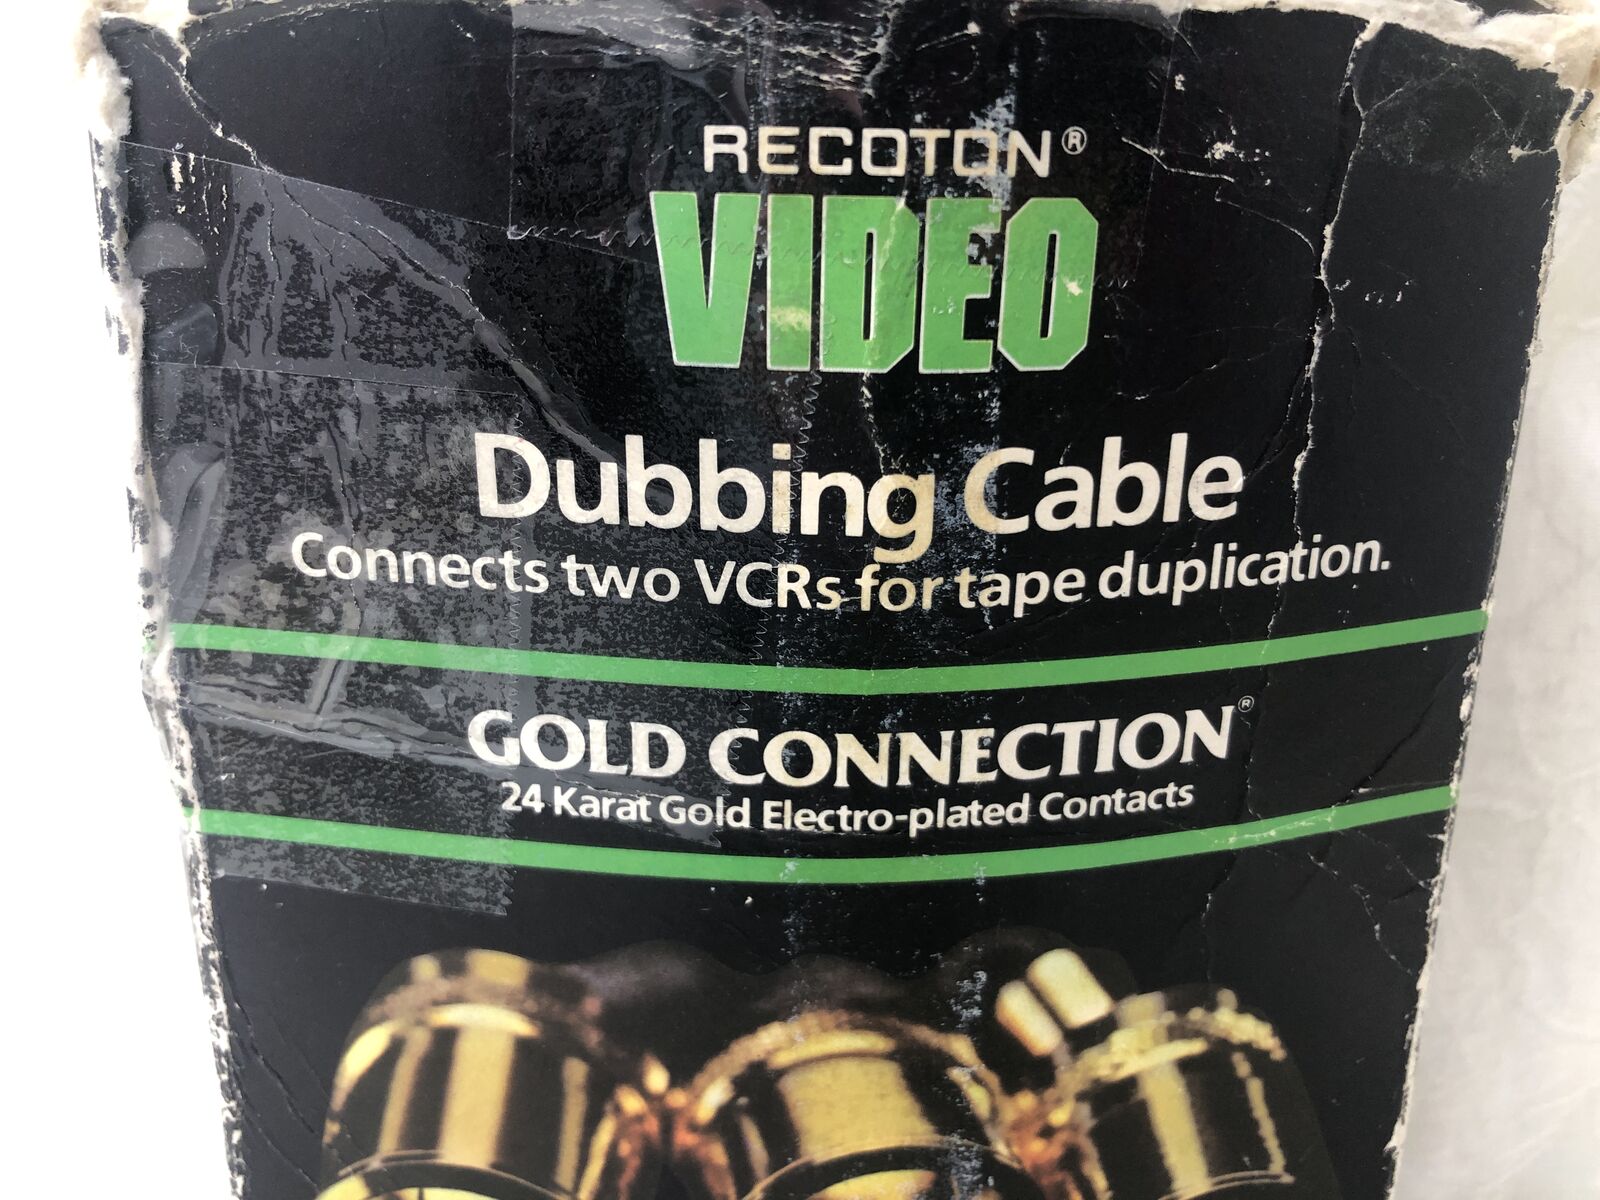 RECOTON®
VIDEO
Dubbing Cable
Connects two VCRs for tape duplication.
GOLD CONNECTION®
24 Karat Gold Electro-plated Contacts